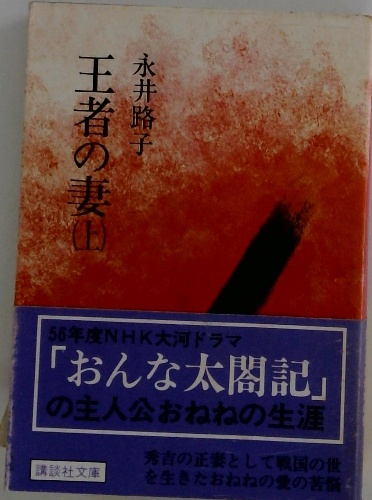 永井路子
王者の妻(上)
56年度NHK大河ドラマ
「おんな太閤記」
の主人公おねねの生涯
秀吉の正妻として戦国の世
を生きたおねねの愛の苦悩
講談社文庫